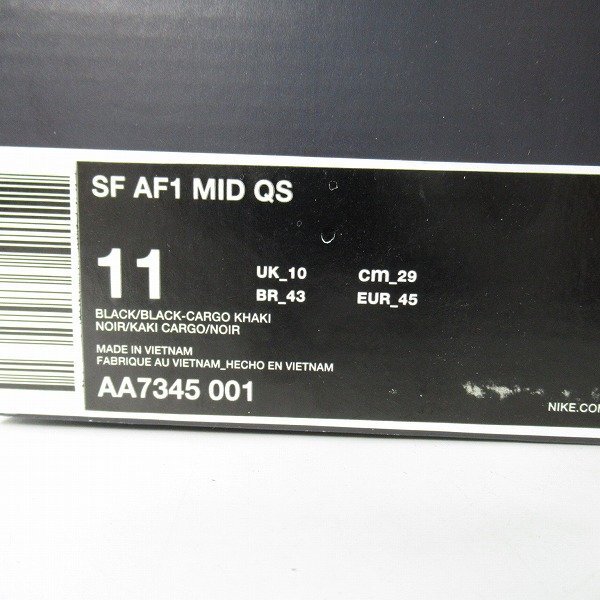 SF AF1 MID QS
11
UK_10 cm_29
BR_43 EUR_45
BLACK/BLACK-CARGO KHAKI
NOIR/KAKI CARGO/NOIR
MADE IN VIETNAM
FABRIQUE AU VIETNAM_HECHO EN VIETNAM
AA7345 001
NIKE.COM